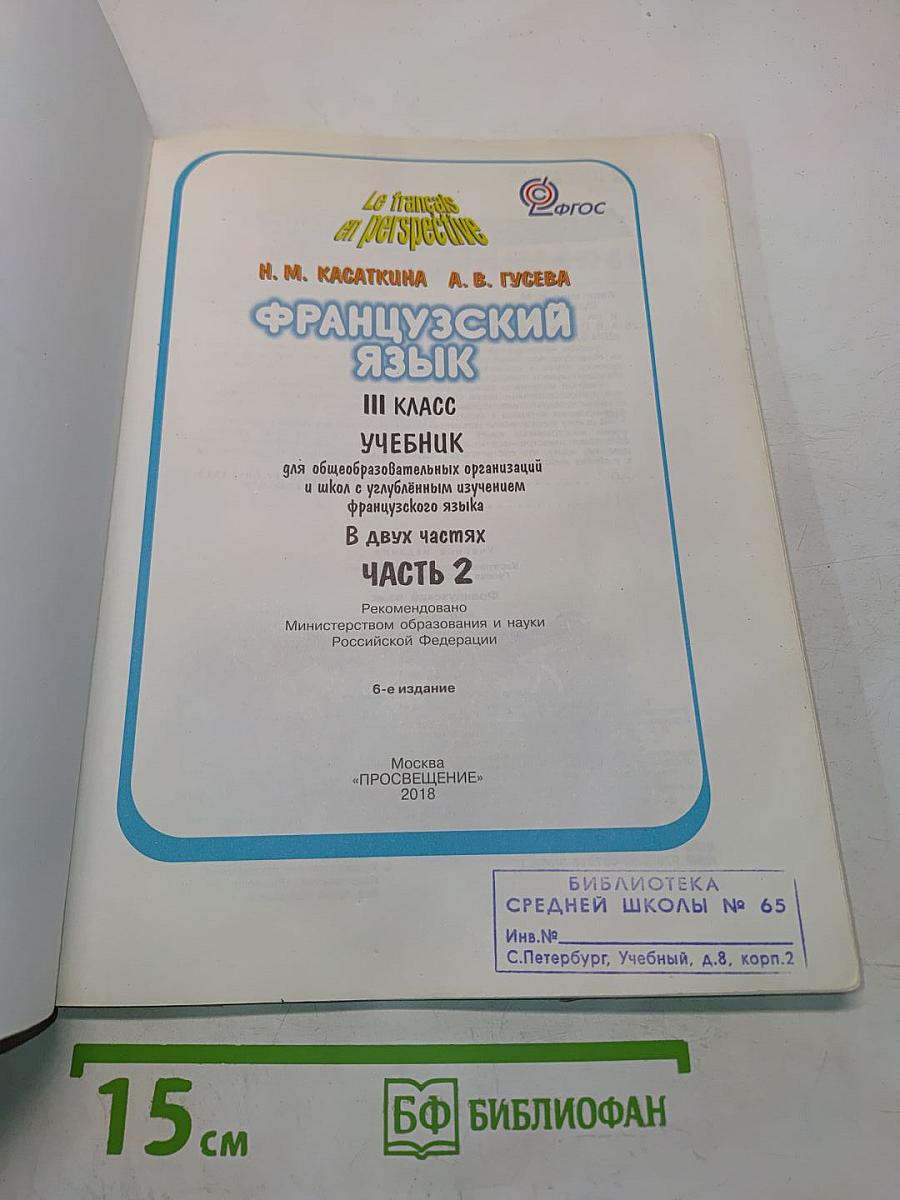 Le français
en perspective
ФГОС
Н. М. КАСАТКИНА А. В. ГУСЕВА
ФРАНЦУЗСКИЙ
ЯЗЫК
III КЛАСС
УЧЕБНИК
для общеобразовательных организаций
и школ с углублённым изучением
французского языка
В двух частях
ЧАСТЬ 2
Рекомендовано
Министерством образования и науки
Российской Федерации
6-е издание
Москва
«ПРОСВЕЩЕНИЕ»
2018
БИБЛИОТЕКА
СРЕДНЕЙ ШКОЛЫ № 65
Инв.№
С.Петербург, Учебный, д.8, корп.2
15 см
БФ БИБЛИОФАН